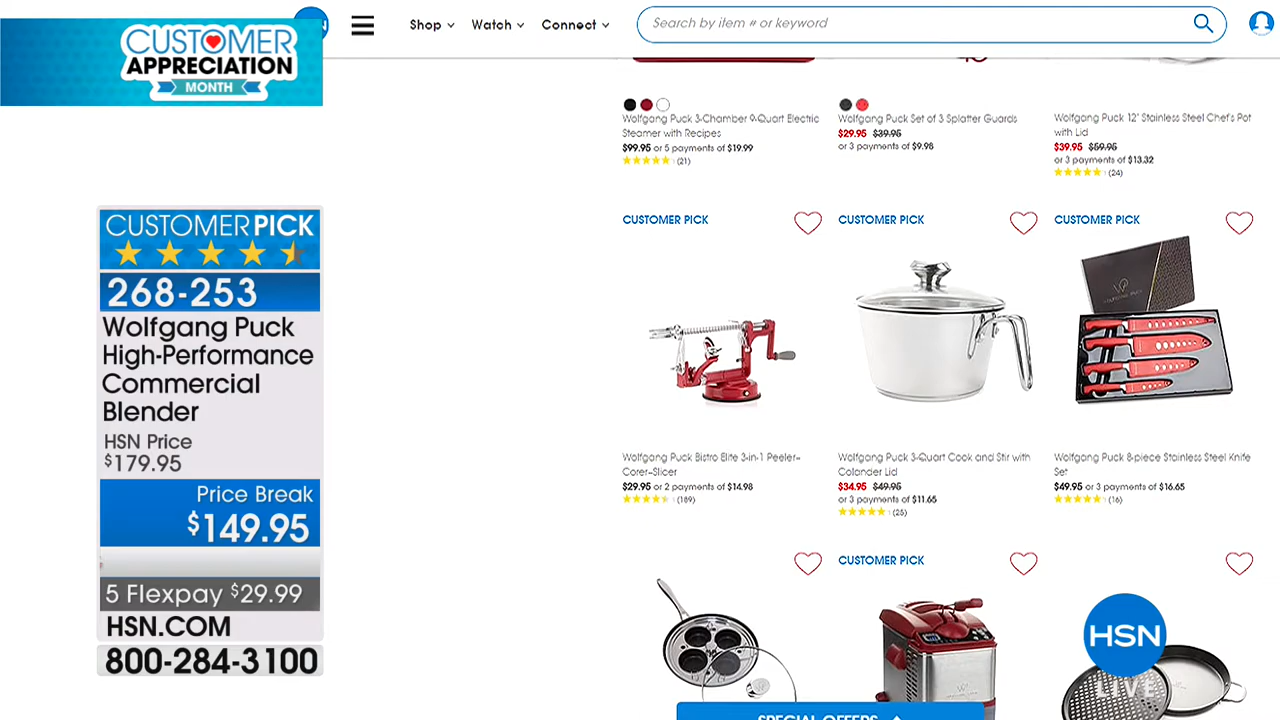 CUSTOMER
APPRECIATION
MONTH
Shop
Watch
Connect
Search by item # or keyword
CUSTOMER PICK
268-253
Wolfgang Puck
High-Performance
Commercial
Blender
HSN Price
$179.95
Price Break
$149.95
5 Flexpay $29.99
HSN.COM
800-284-3100
Wolfgang Puck 3-Chamber 9-Quart Electric
Steamer with Recipes
$99.95 or 5 payments of $19.99
(21)
Wolfgang Puck Set of 3 Splatter Guards
$29.95 $39.95
or 3 payments of $9.98
Wolfgang Puck 12" Stainless Steel Chef's Pot
with Lid
$39.95 $59.95
or 3 payments of $13.32
(24)
CUSTOMER PICK
Wolfgang Puck Bistro Elite 3-in-1 Peeler-
Corer-Slicer
$29.95 or 2 payments of $14.98
(189)
CUSTOMER PICK
Wolfgang Puck 3-Quart Cook and Stir with
Colander Lid
$34.95 $49.95
or 3 payments of $11.65
(25)
CUSTOMER PICK
WOLFGANG PUCK
Wolfgang Puck 8-piece Stainless Steel Knife
Set
$49.95 or 3 payments of $16.65
(16)
CUSTOMER PICK
HSN
LIVE
SPECIAL OFFERS